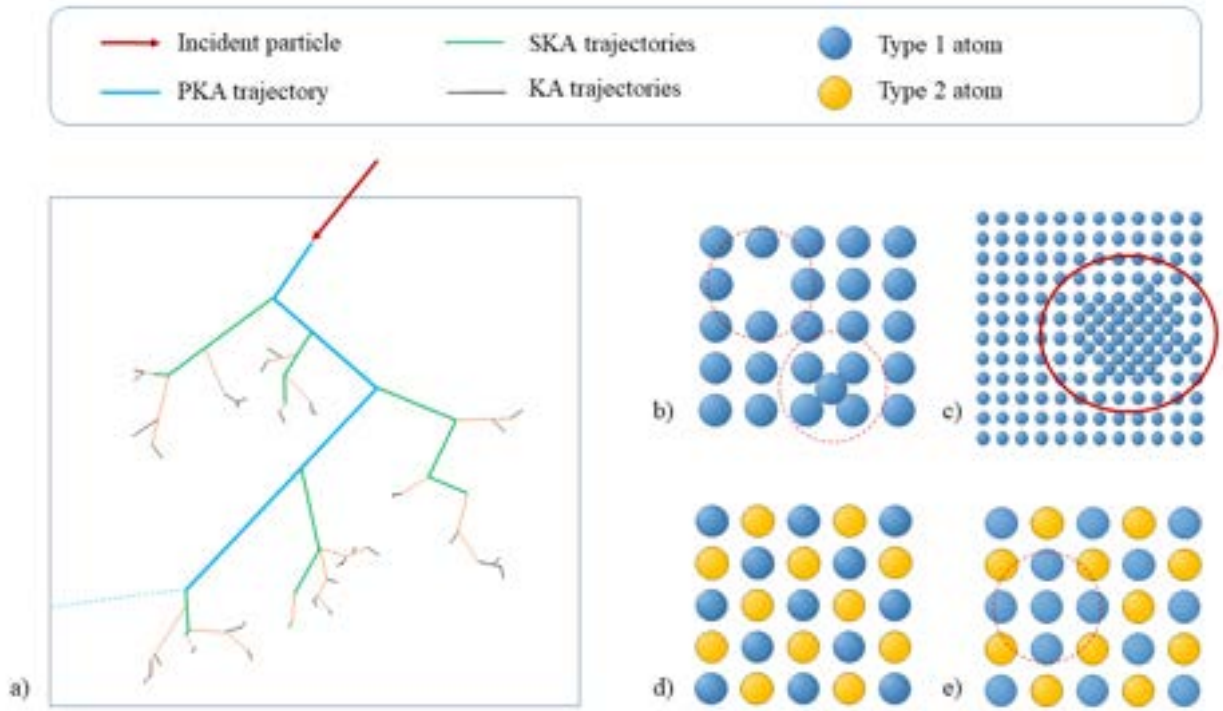 Incident particle
SKA trajectories
Type 1 atom
PKA trajectory
KA trajectories
Type 2 atom
b)
c)
a)
d)
e)